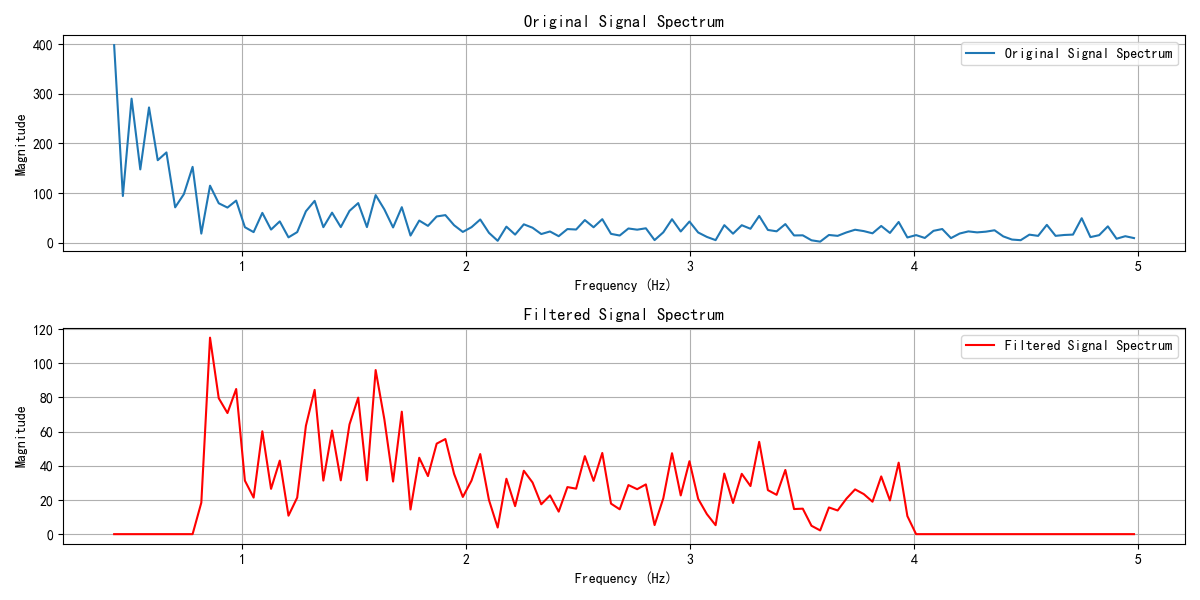 Original Signal Spectrum
400
300
200
100
0
Magnitude
Original Signal Spectrum
1
2
3
4
5
Frequency (Hz)
Filtered Signal Spectrum
120
100
80
60
40
20
0
Magnitude
Filtered Signal Spectrum
1
2
3
4
5
Frequency (Hz)